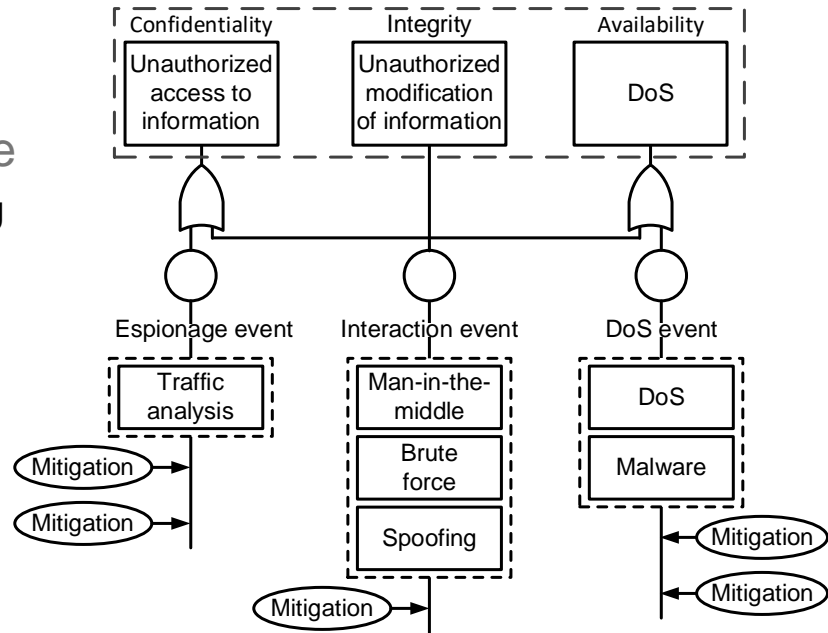 Confidentiality
Integrity
Availability
Unauthorized
access to
information
Unauthorized
modification
of information
DoS
e
g
Espionage event
Interaction event
DoS event
Traffic
analysis
Man-in-the-
middle
DoS
Brute
force
Malware
Spoofing
Mitigation
Mitigation
Mitigation
Mitigation
Mitigation